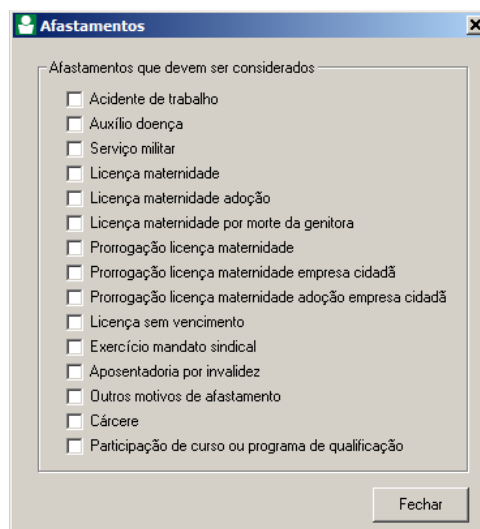 Afastamentos
Afastamentos que devem ser considerados
Acidente de trabalho
Auxílio doença
Serviço militar
Licença maternidade
Licença maternidade adoção
Licença maternidade por morte da genitora
Prorrogação licença maternidade
Prorrogação licença maternidade empresa cidadã
Prorrogação licença maternidade adoção empresa cidadã
Licença sem vencimento
Exercício mandato sindical
Aposentadoria por invalidez
Outros motivos de afastamento
Cárcere
Participação de curso ou programa de qualificação
Fechar